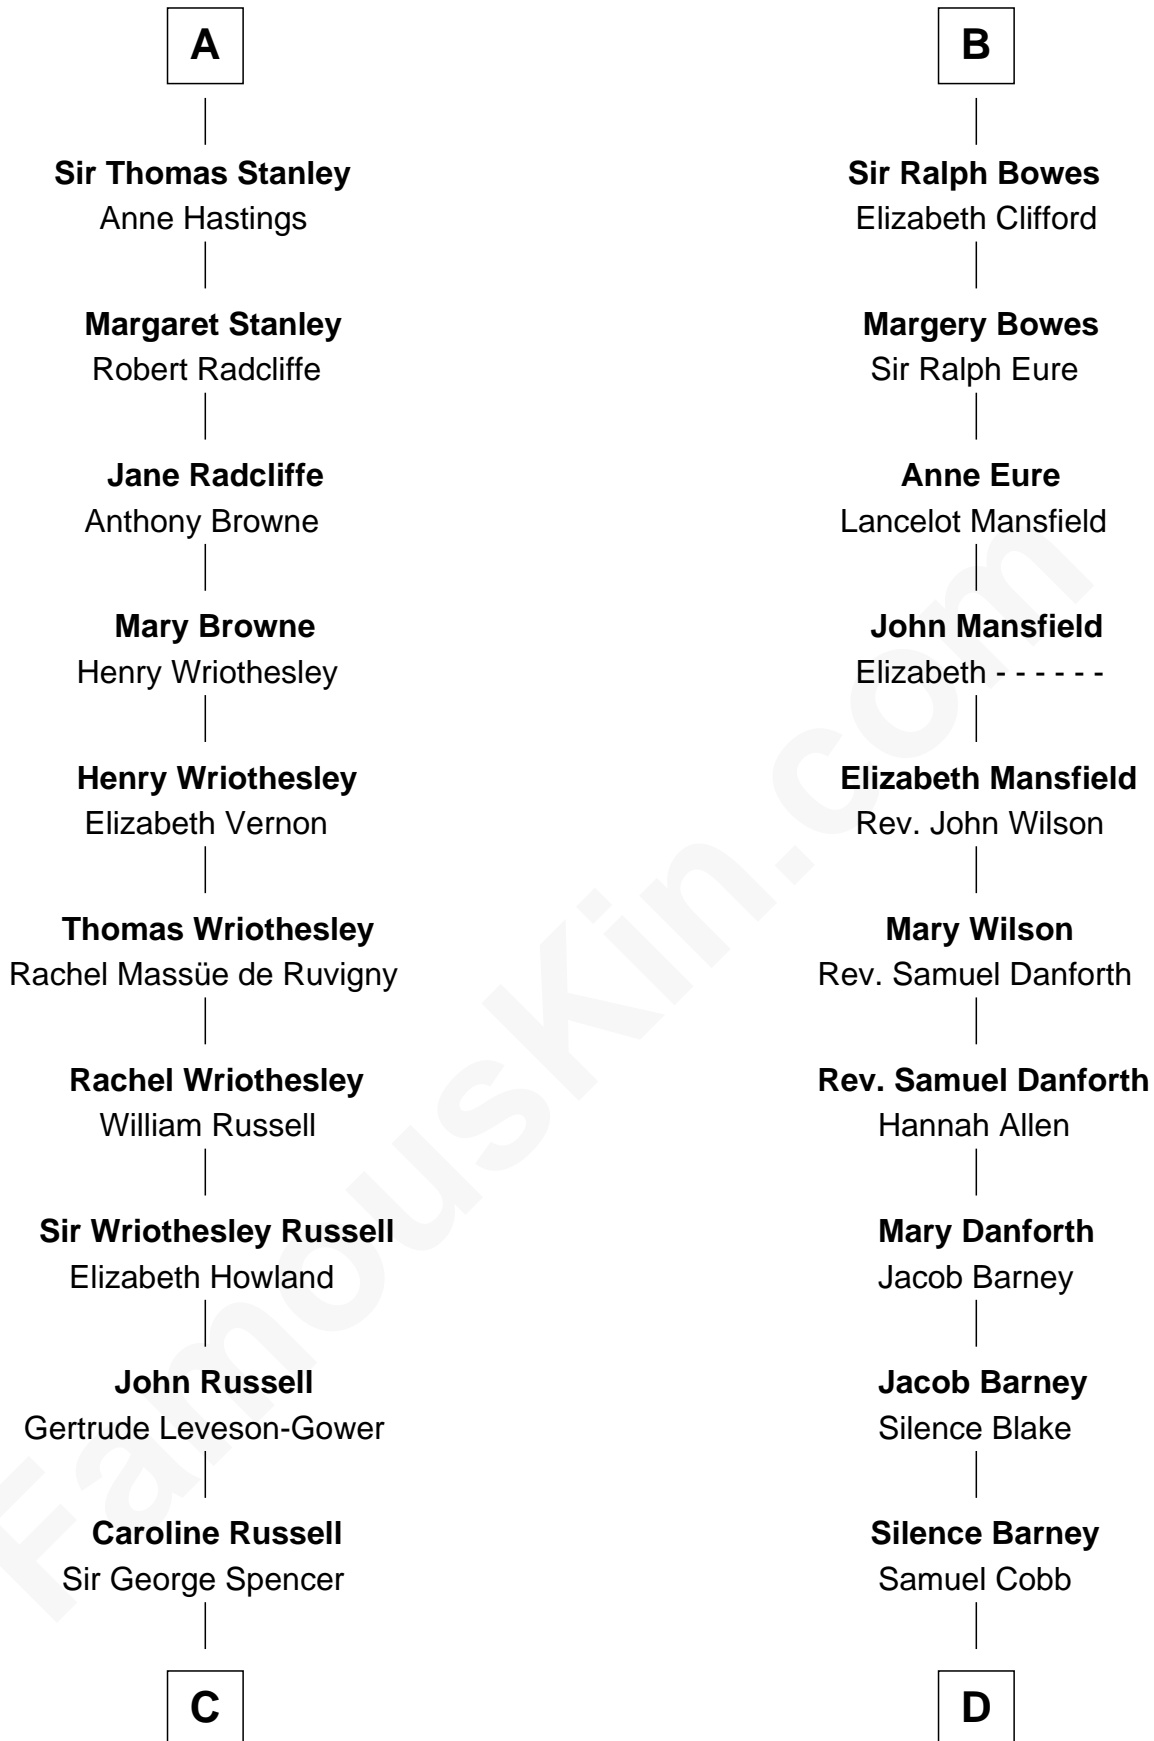 A
Sir Thomas Stanley
Anne Hastings
Margaret Stanley
Robert Radcliffe
Jane Radcliffe
Anthony Browne
Mary Browne
Henry Wriothesley
Henry Wriothesley
Elizabeth Vernon
Thomas Wriothesley
Rachel Massüe de Ruvigny
Rachel Wriothesley
William Russell
Sir Wriothesley Russell
Elizabeth Howland
John Russell
Gertrude Leveson-Gower
Caroline Russell
Sir George Spencer
C
B
Sir Ralph Bowes
Elizabeth Clifford
Margery Bowes
Sir Ralph Eure
Anne Eure
Lancelot Mansfield
John Mansfield
Elizabeth - - - - - -
Elizabeth Mansfield
Rev. John Wilson
Mary Wilson
Rev. Samuel Danforth
Rev. Samuel Danforth
Hannah Allen
Mary Danforth
Jacob Barney
Jacob Barney
Silence Blake
Silence Barney
Samuel Cobb
D
FamousKin.com